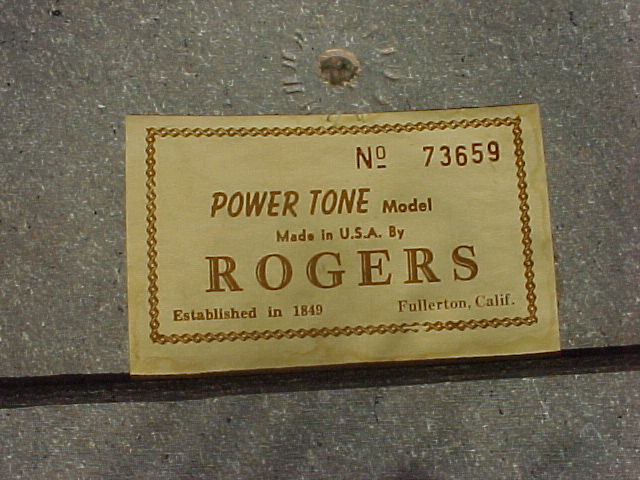 Nº 73659
POWER TONE Model
Made in U.S.A. By
ROGERS
Established in 1849 Fullerton, Calif.